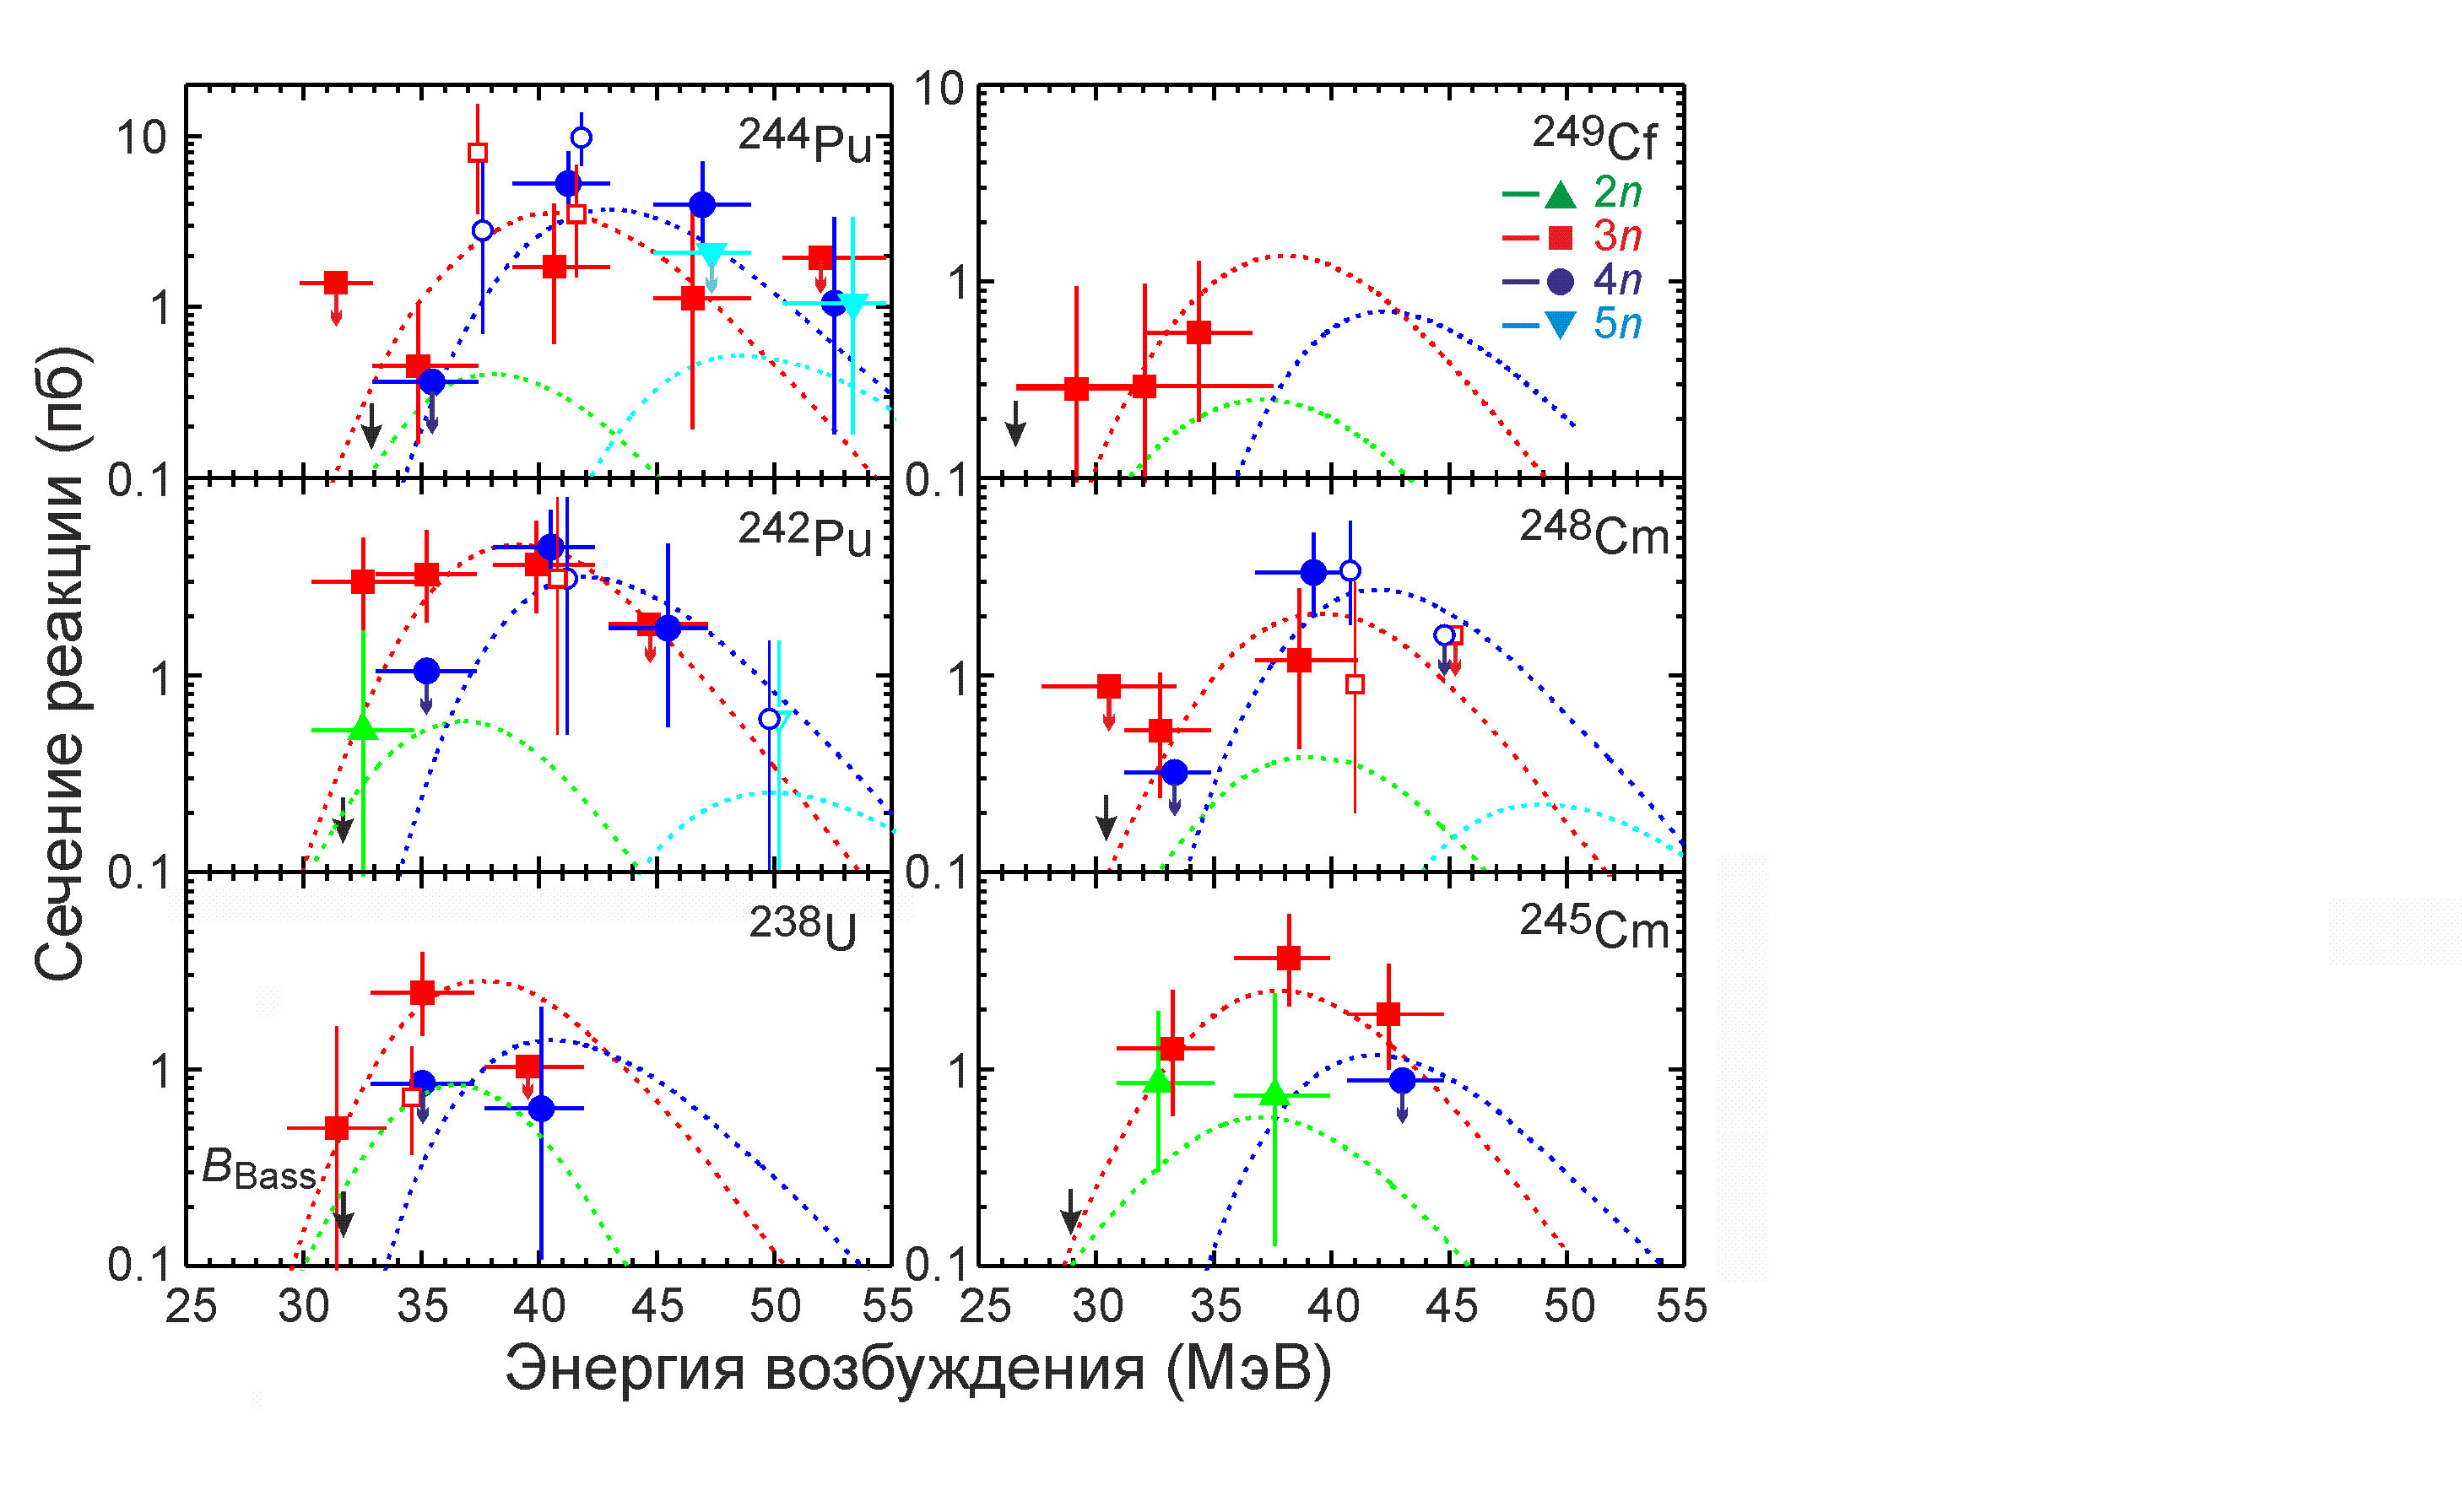 Сечение реакции (пб)
10
1
0.1
244Pu
1
0.1
242Pu
1
0.1
238U
BBass
25 30 35 40 45 50 55
10
1
0.1
249Cf
2n
3n
4n
5n
1
0.1
248Cm
1
0.1
245Cm
25 30 35 40 45 50 55
Энергия возбуждения (МэВ)